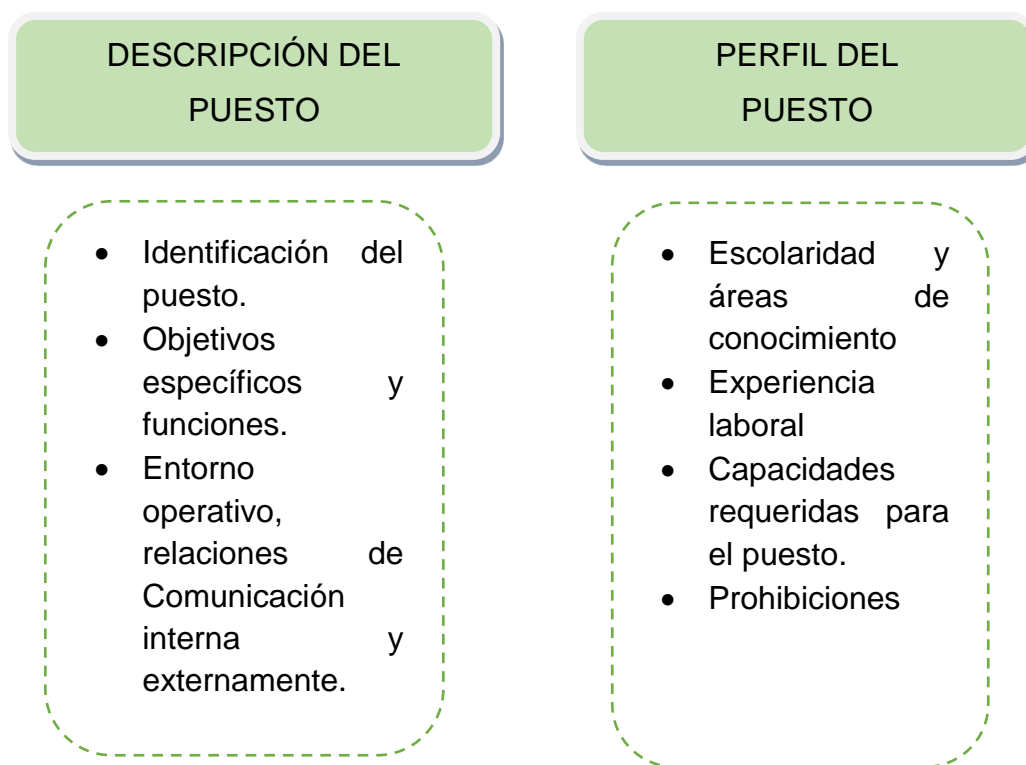 DESCRIPCIÓN DEL
PUESTO
• Identificación del
puesto.
• Objetivos
específicos y
funciones.
• Entorno
operativo,
relaciones de
Comunicación
interna y
externamente.
PERFIL DEL
PUESTO
• Escolaridad y
áreas de
conocimiento
• Experiencia
laboral
• Capacidades
requeridas para
el puesto.
• Prohibiciones